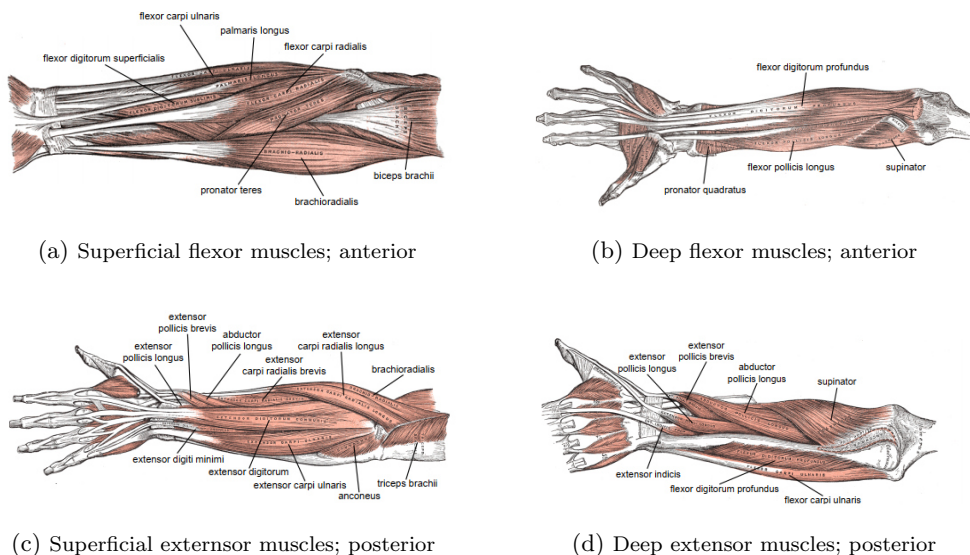 flexor carpi ulnaris
palmaris longus
flexor carpi radialis
flexor digitorum superficialis
pronator teres
brachioradialis
biceps brachii
(a) Superficial flexor muscles; anterior
flexor digitorum profundus
flexor pollicis longus
supinator
pronator quadratus
(b) Deep flexor muscles; anterior
extensor
pollicis brevis
extensor
pollicis longus
abductor
pollicis longus
extensor
carpi radialis brevis
extensor
carpi radialis longus
brachioradialis
extensor digiti minimi
extensor digitorum
extensor carpi ulnaris
anconeus
triceps brachii
(c) Superficial externsor muscles; posterior
extensor
pollicis brevis
extensor
pollicis longus
abductor
pollicis longus
supinator
extensor indicis
flexor digitorum profundus
flexor carpi ulnaris
(d) Deep extensor muscles; posterior